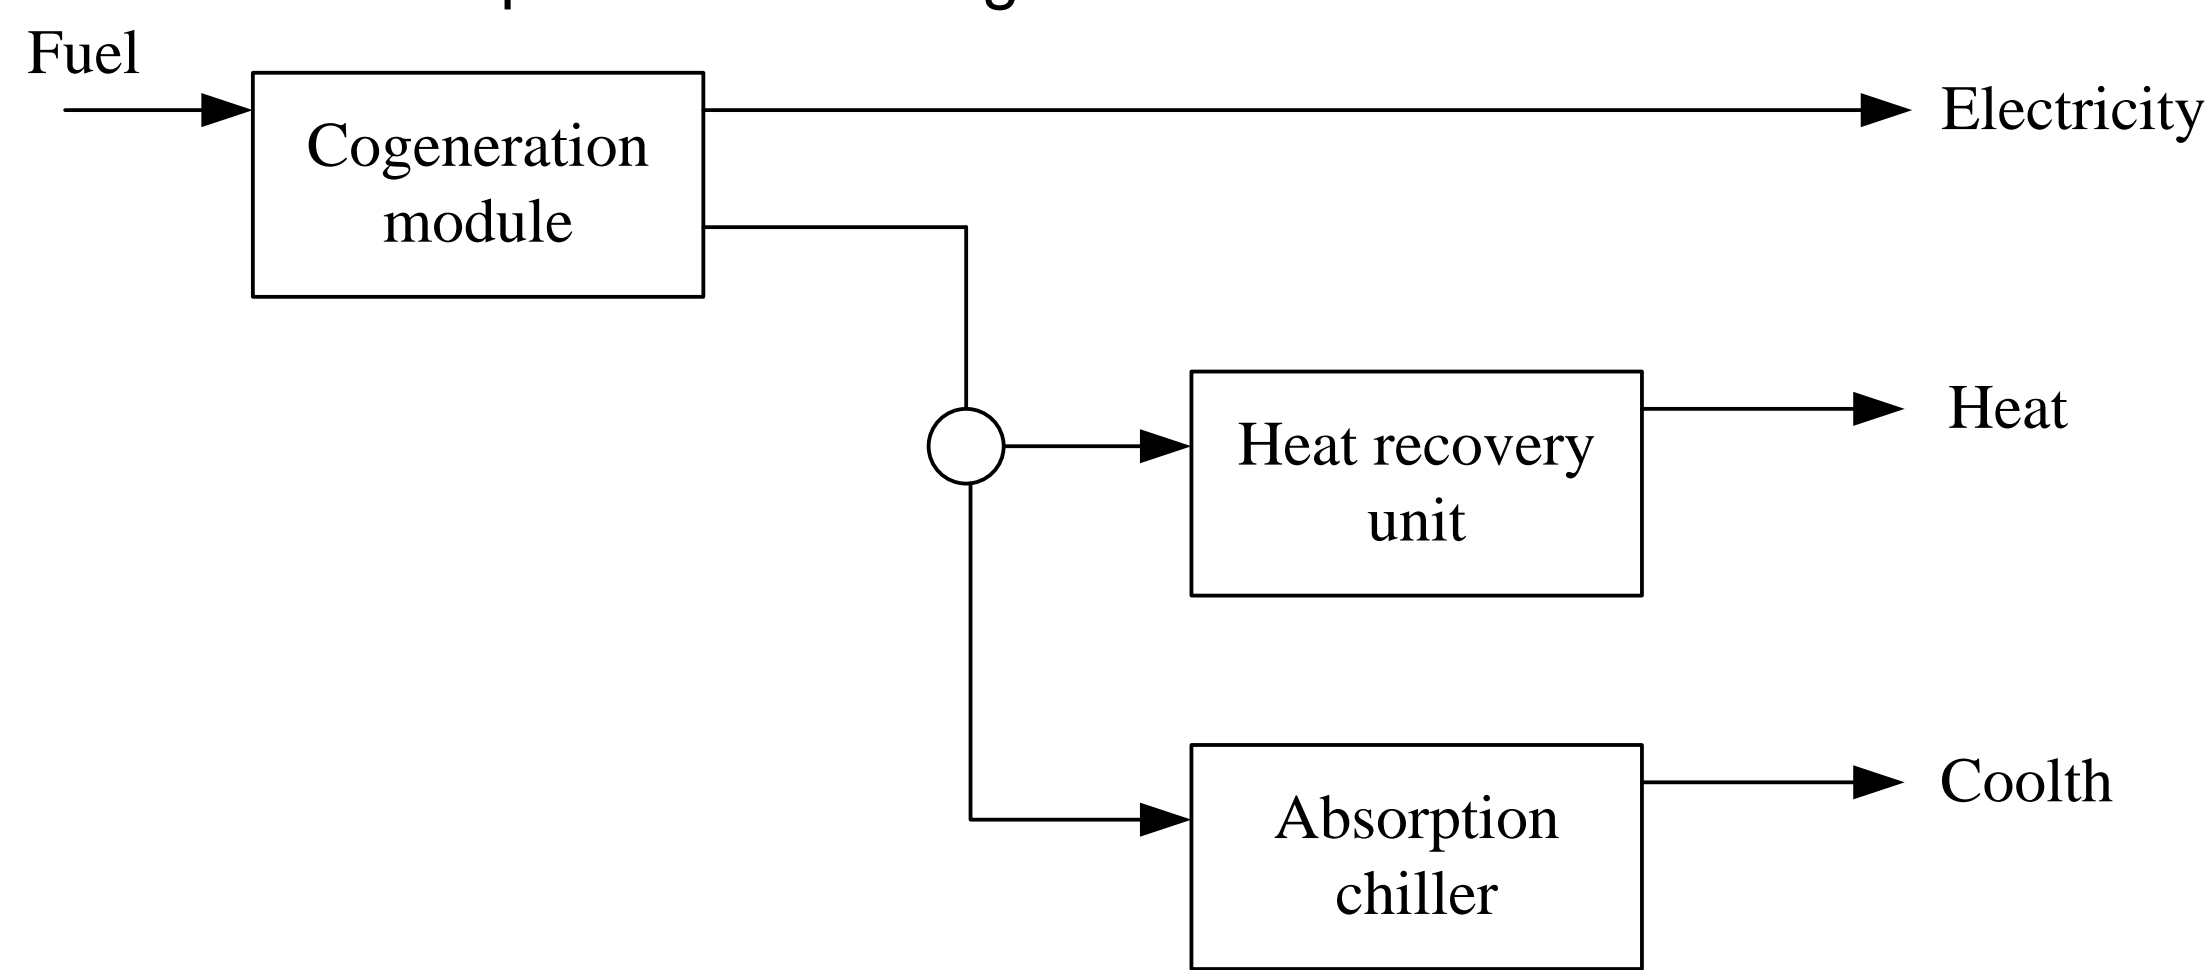 Fuel
Cogeneration
module
Electricity
Heat recovery
unit
Heat
Absorption
chiller
Coolth